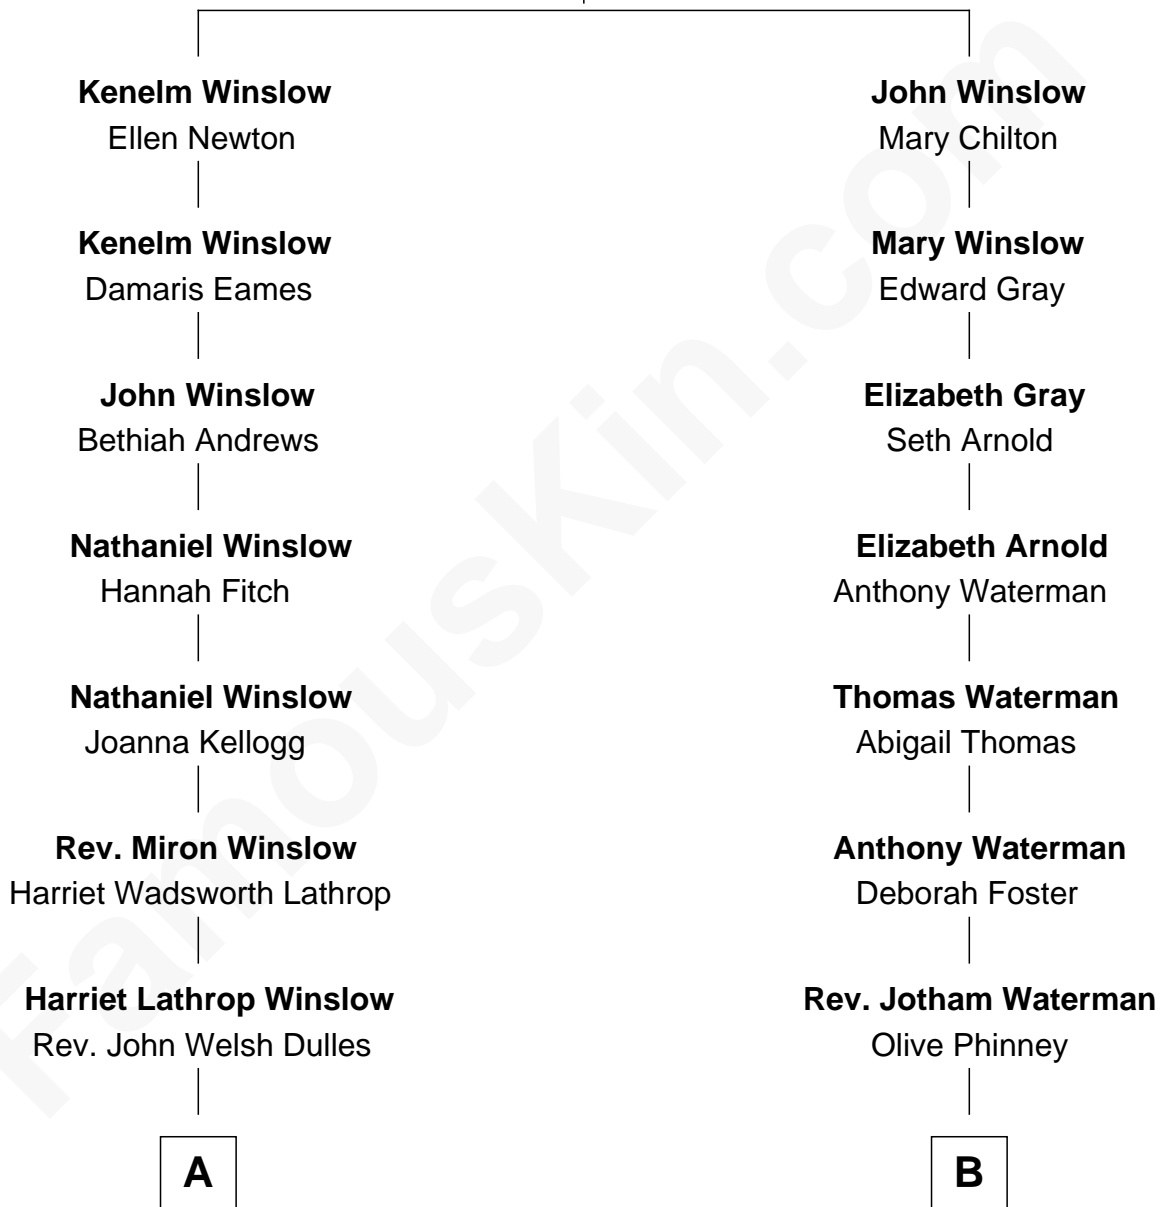 Kenelm Winslow
Ellen Newton
Kenelm Winslow
Damaris Eames
John Winslow
Bethiah Andrews
Nathaniel Winslow
Hannah Fitch
Nathaniel Winslow
Joanna Kellogg
Rev. Miron Winslow
Harriet Wadsworth Lathrop
Harriet Lathrop Winslow
Rev. John Welsh Dulles
A
John Winslow
Mary Chilton
Mary Winslow
Edward Gray
Elizabeth Gray
Seth Arnold
Elizabeth Arnold
Anthony Waterman
Thomas Waterman
Abigail Thomas
Anthony Waterman
Deborah Foster
Rev. Jotham Waterman
Olive Phinney
B
FamousKin.com